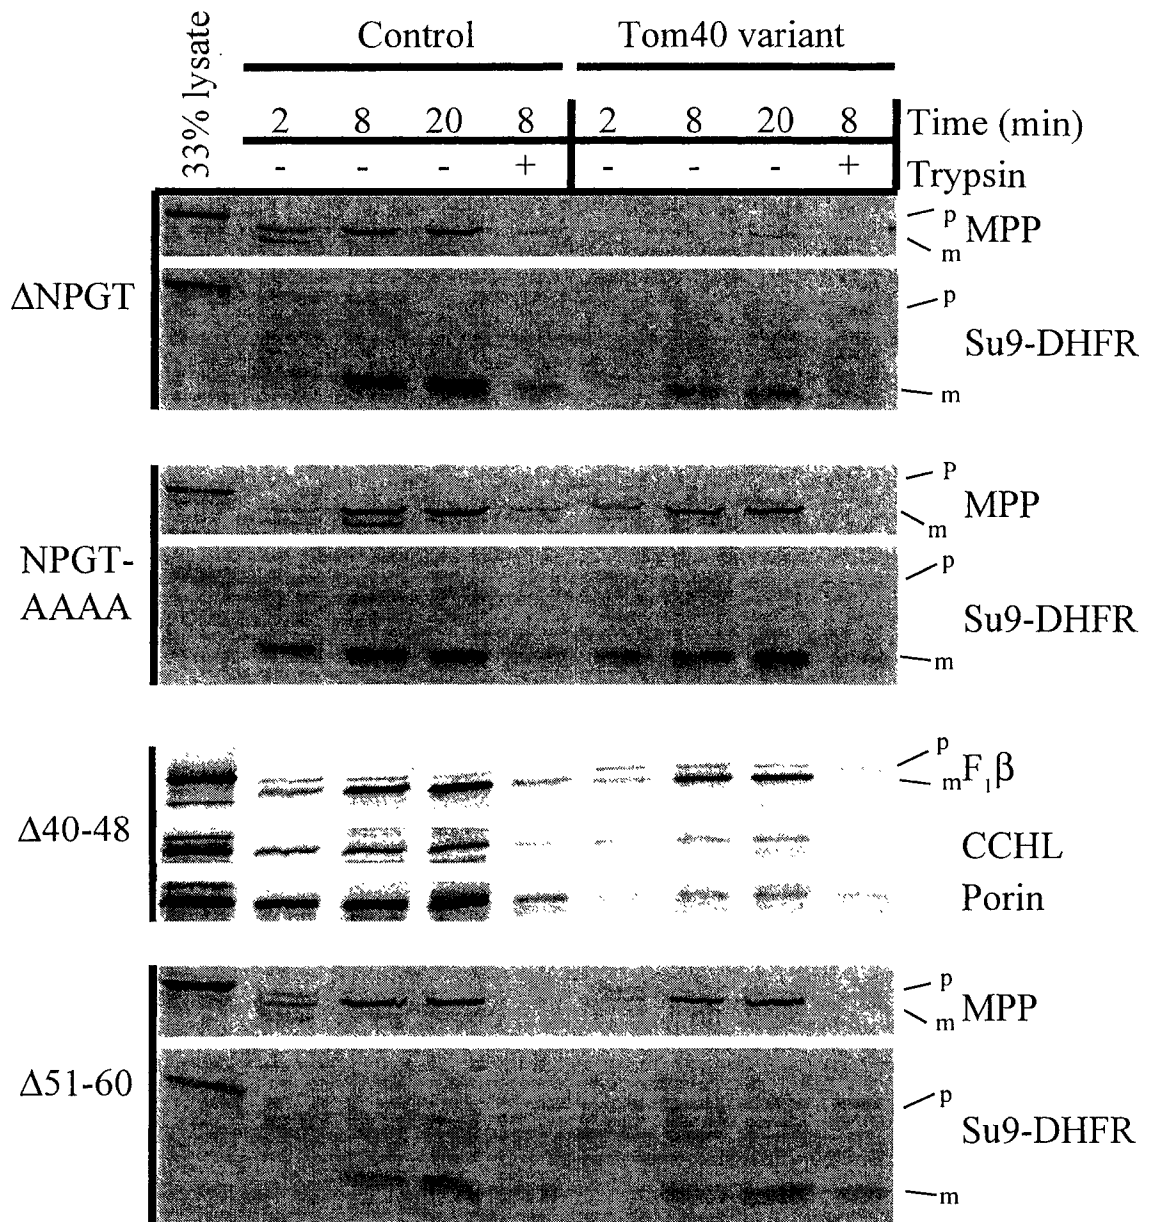 33% lysate
Control
Tom40 variant
2 8 20 8 2 8 20 8 Time (min)
- - - + - - - + Trypsin
ΔNPGT
p
m
MPP
p
m
Su9-DHFR
NPGT-
AAAA
P
m
MPP
p
m
Su9-DHFR
Δ40-48
p
m
F₁β
CCHL
Porin
Δ51-60
p
m
MPP
p
m
Su9-DHFR